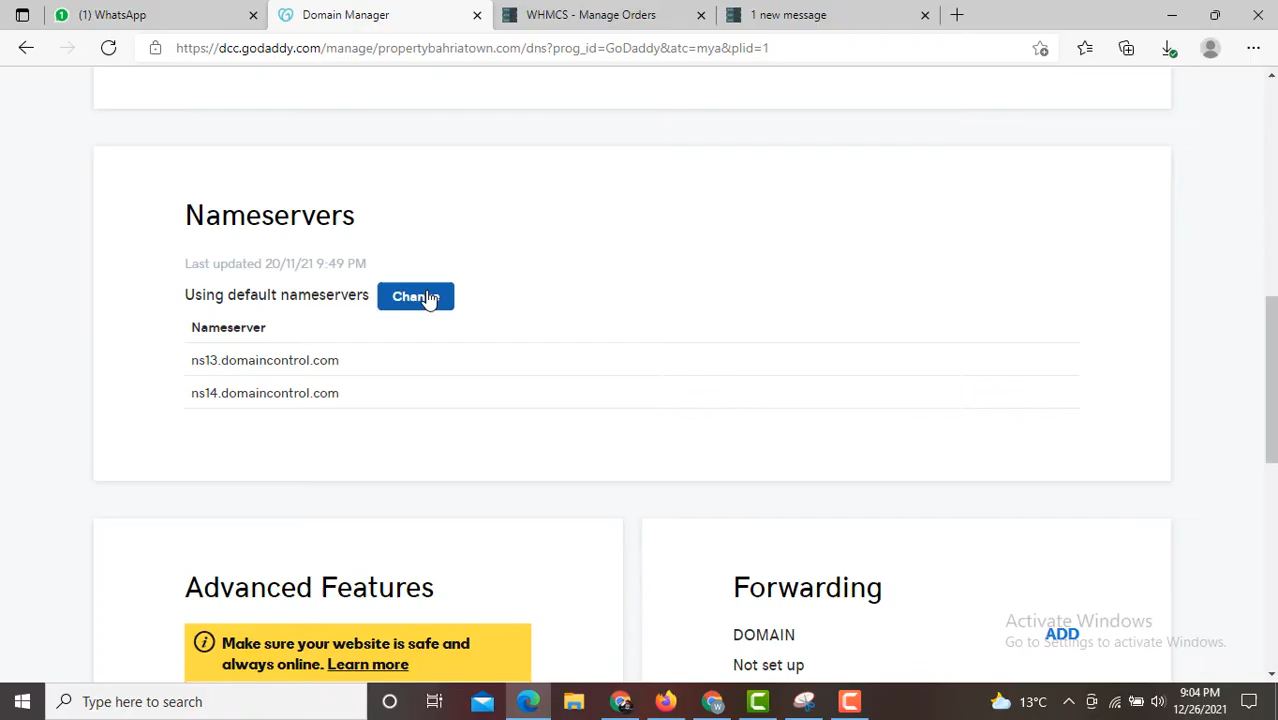 (1) WhatsApp
Domain Manager
WHMCS - Manage Orders
1 new message
https://dcc.godaddy.com/manage/propertybahriatown.com/dns?prog_id=GoDaddy&atc=mya&plid=1
Nameservers
Last updated 20/11/21 9:49 PM
Using default nameservers
Change
Nameserver
ns13.domaincontrol.com
ns14.domaincontrol.com
Advanced Features
Make sure your website is safe and
always online. Learn more
Forwarding
DOMAIN
ADD
Not set up
Activate Windows
Go to Settings to activate Windows.
Type here to search
13°C
9:04 PM
12/26/2021